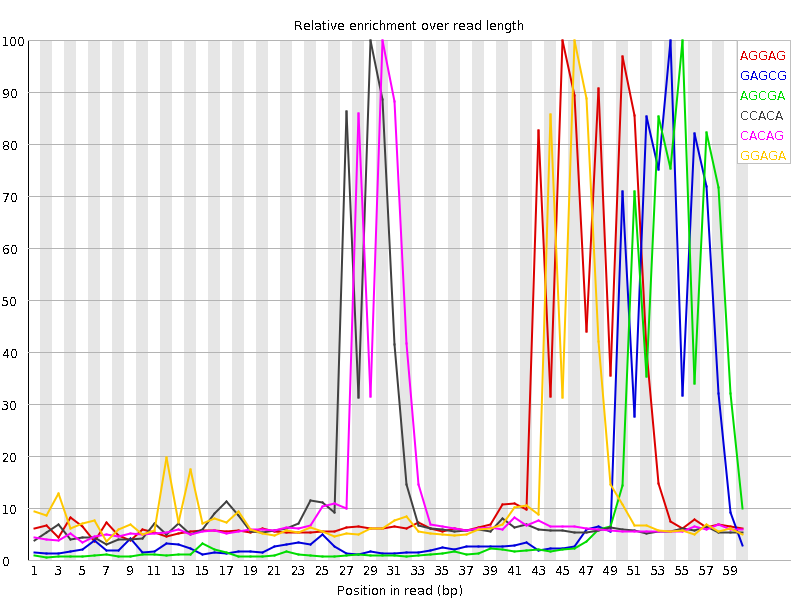 Relative enrichment over read length
100
90
80
70
60
50
40
30
20
10
0
AGGAG
GAGCG
AGCGA
CCACA
CACAG
GGAGA
1 3 5 7 9 11 13 15 17 19 21 23 25 27 29 31 33 35 37 39 41 43 45 47 49 51 53 55 57 59
Position in read (bp)